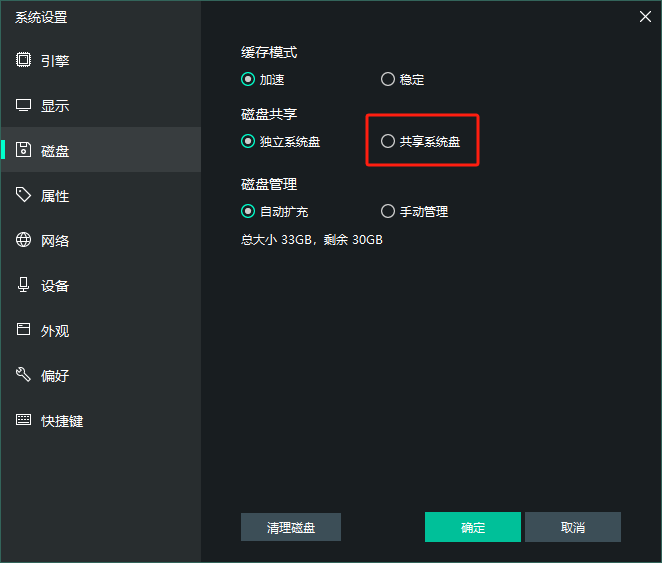 系统设置
引擎
显示
磁盘
属性
网络
设备
外观
偏好
快捷键
缓存模式
加速 稳定
磁盘共享
独立系统盘 共享系统盘
磁盘管理
自动扩充 手动管理
总大小 33GB，剩余 30GB
清理磁盘 确定 取消